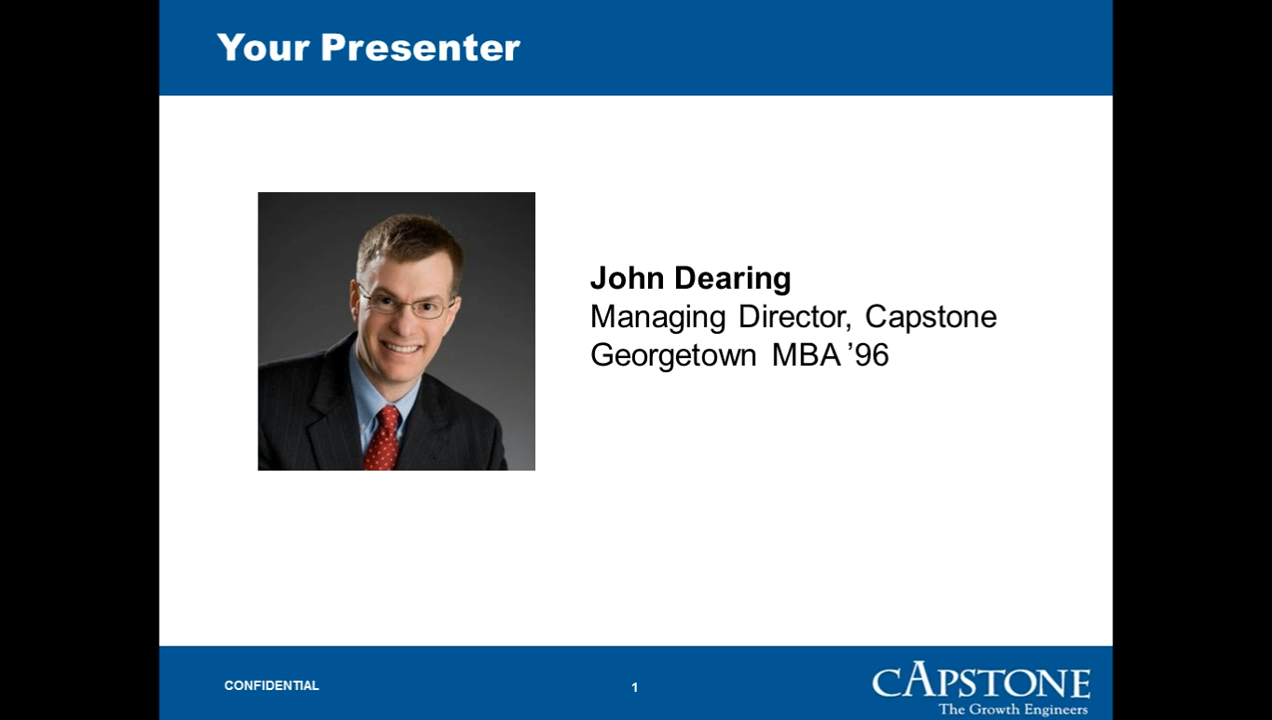 Your Presenter
John Dearing
Managing Director, Capstone
Georgetown MBA ’96
CONFIDENTIAL
1
CAPSTONE
The Growth Engineers